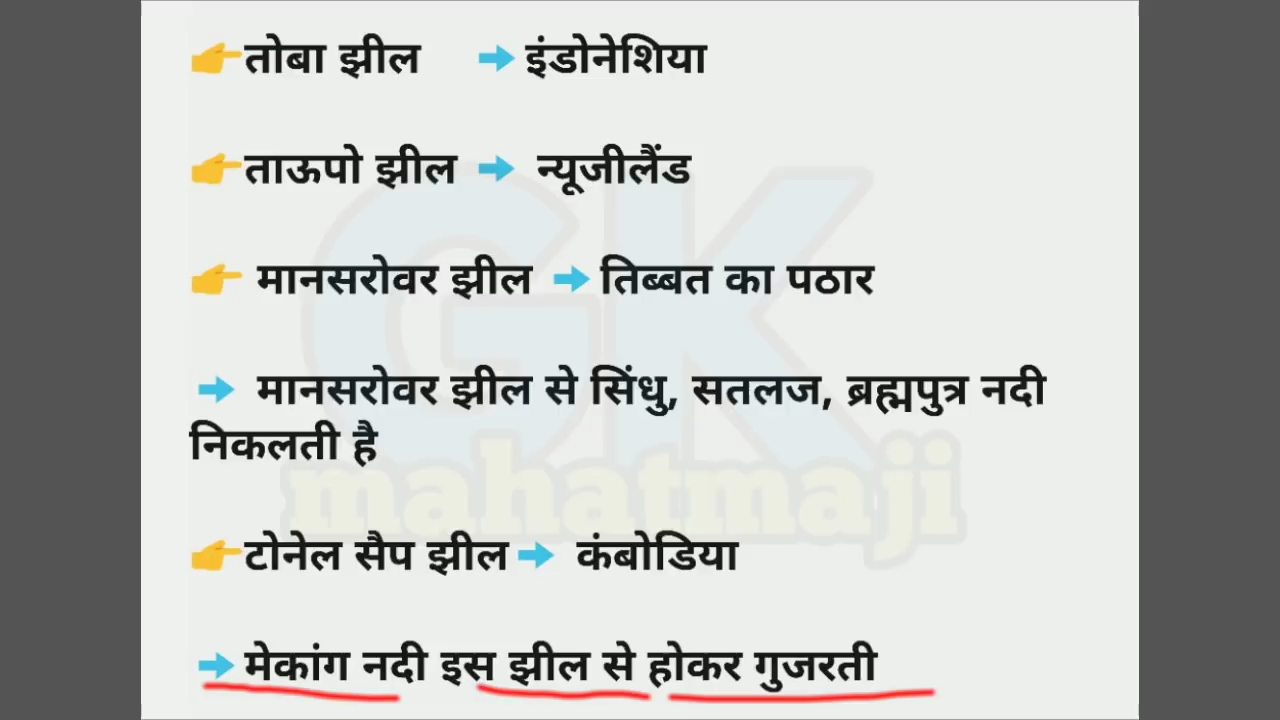 👉तोबा झील ➡ इंडोनेशिया
👉ताऊपो झील ➡ न्यूजीलैंड
👉 मानसरोवर झील ➡तिब्बत का पठार
➡ मानसरोवर झील से सिंधु, सतलज, ब्रह्मपुत्र नदी
निकलती है
👉टोनेल सैप झील➡ कंबोडिया
➡मेकांग नदी इस झील से होकर गुजरती
GK
mahatmaji